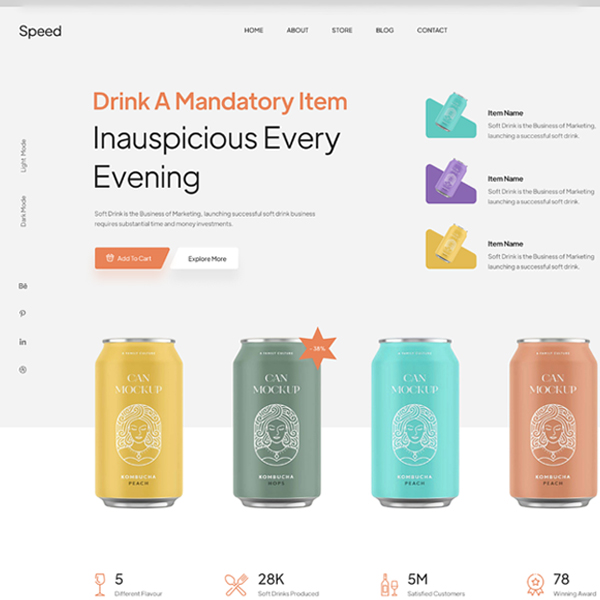 Speed
HOME ABOUT STORE BLOG CONTACT
Drink A Mandatory Item
Inauspicious Every
Evening
Soft Drink is the Business of Marketing, launching successful soft drink business
requires substantial time and money investments.
Add To Cart
Explore More
Light Mode
Dark Mode
Bē
in
Item Name
Soft Drink is the Business of Marketing,
launching a successful soft drink.
Item Name
Soft Drink is the Business of Marketing
launching a successful soft drink.
Item Name
Soft Drink is the Business of Marketing
launching a successful soft drink.
A FAMILY CULTURE
CAN
MOCKUP
KOMBUCHA
PEACH
-38%
A FAMILY CULTURE
CAN
MOCKUP
KOMBUCHA
HOPS
A FAMILY CULTURE
CAN
MOCKUP
KOMBUCHA
PEACH
A FAMILY CULTURE
CAN
MOCKUP
KOMBUCHA
PEACH
5
Different Flavour
28K
Soft Drinks Produced
5M
Satisfied Customers
78
Winning Award